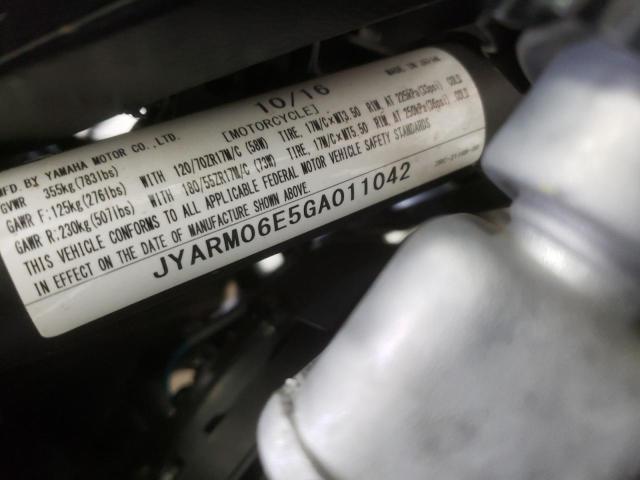 10/16
MADE IN JAPAN
MFD BY YAMAHA MOTOR CO.,LTD. [MOTORCYCLE]
GVWR 355kg(783lbs)
GAWR F:125kg(276lbs) WITH 120/70ZR17M/C (58W) TIRE, 17M/C×MT3.50 RIM, AT 225kPa(33psi) COLD
GAWR R:230kg(507lbs) WITH 180/55ZR17M/C (73W) TIRE, 17M/C×MT5.50 RIM, AT 250kPa(36psi) COLD
THIS VEHICLE CONFORMS TO ALL APPLICABLE FEDERAL MOTOR VEHICLE SAFETY STANDARDS
IN EFFECT ON THE DATE OF MANUFACTURE SHOWN ABOVE.
JYARM06E5GA011042